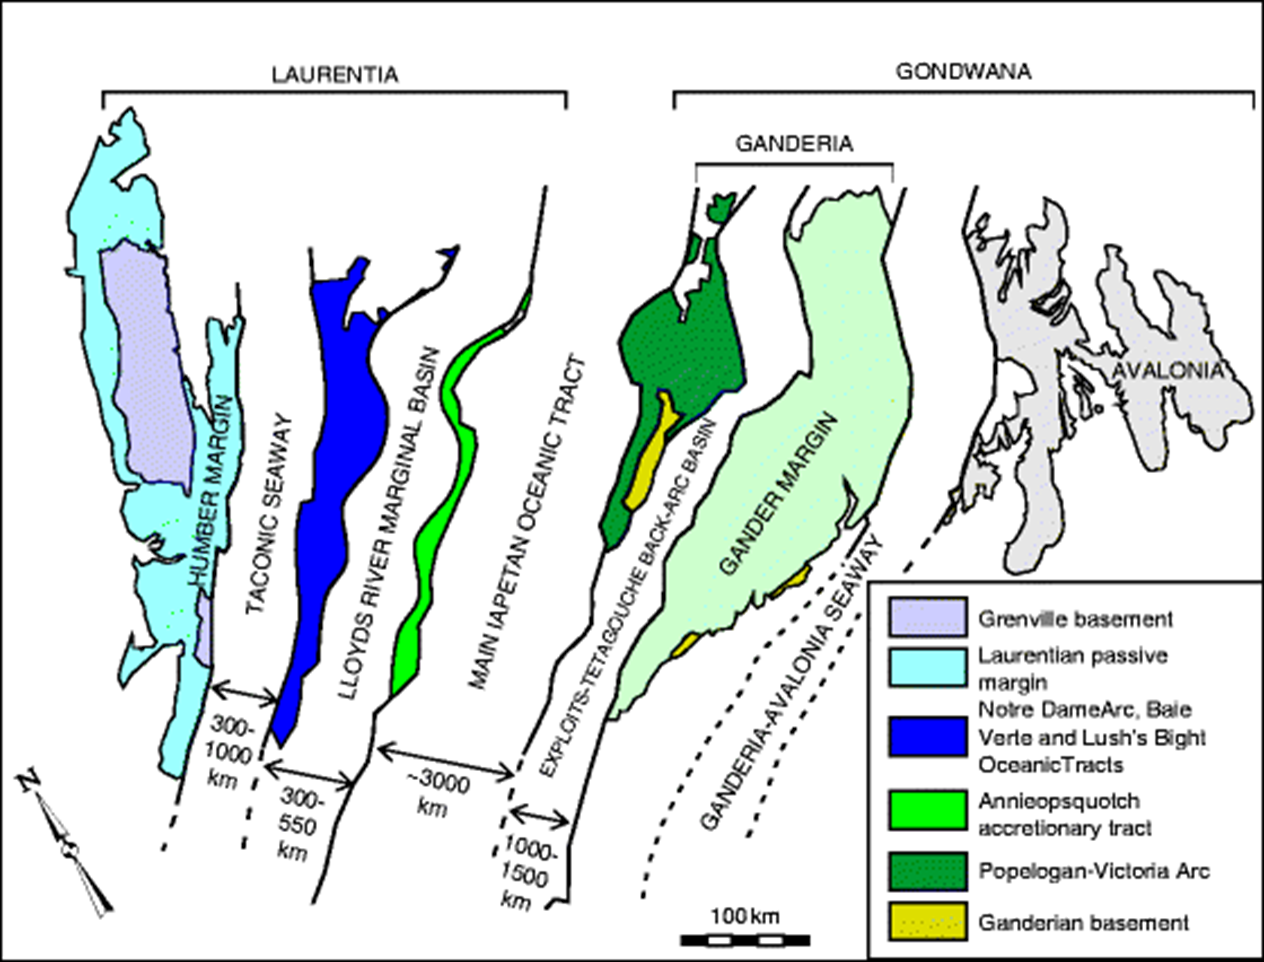 LAURENTIA
GONDWANA
GANDERIA
HUMBER MARGIN
TACONIC SEAWAY
LLOYDS RIVER MARGINAL BASIN
MAIN IAPETAN OCEANIC TRACT
EXPLOITS-TETAGOUCHE BACK-ARC BASIN
GANDER MARGIN
GANDERIA-AVALONIA SEAWAY
AVALONIA
300-
1000
km
300-
550
km
~3000
km
1000-
1500
km
N
100 km
Grenville basement
Laurentian passive
margin
Notre DameArc, Baie
Verte and Lush's Bight
OceanicTracts
Annieopsquotch
accretionary tract
Popelogan-Victoria Arc
Ganderian basement